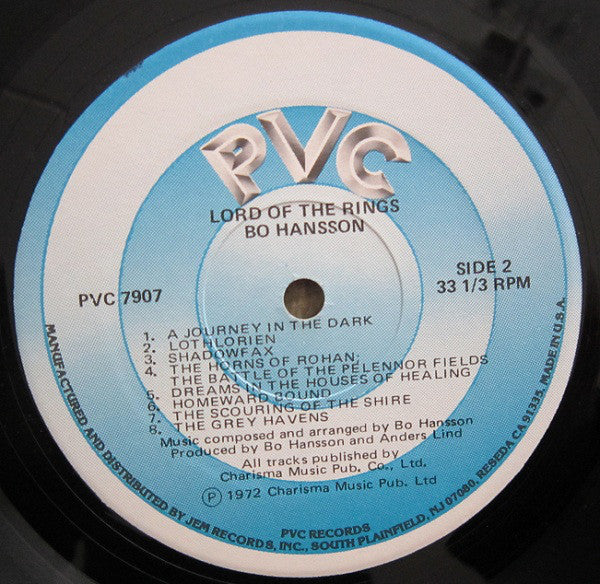 PVC
LORD OF THE RINGS
BO HANSSON
PVC 7907
SIDE 2
33 1/3 RPM
1. A JOURNEY IN THE DARK
2. LOTHLORIEN
3. SHADOWFAX
4. THE HORNS OF ROHAN;
THE BATTLE OF THE PELENNOR FIELDS
5. DREAMS IN THE HOUSES OF HEALING
6. HOMEWARD BOUND
7. THE SCOURING OF THE SHIRE
8. THE GREY HAVENS
Music composed and arranged by Bo Hansson
Produced by Bo Hansson and Anders Lind
All tracks published by
Charisma Music Pub. Co., Ltd.
Ⓟ 1972 Charisma Music Pub. Ltd
PVC RECORDS
MANUFACTURED AND DISTRIBUTED BY JEM RECORDS, INC., SOUTH PLAINFIELD, NJ 07080, RESEDA CA 91335, MADE IN U.S.A.